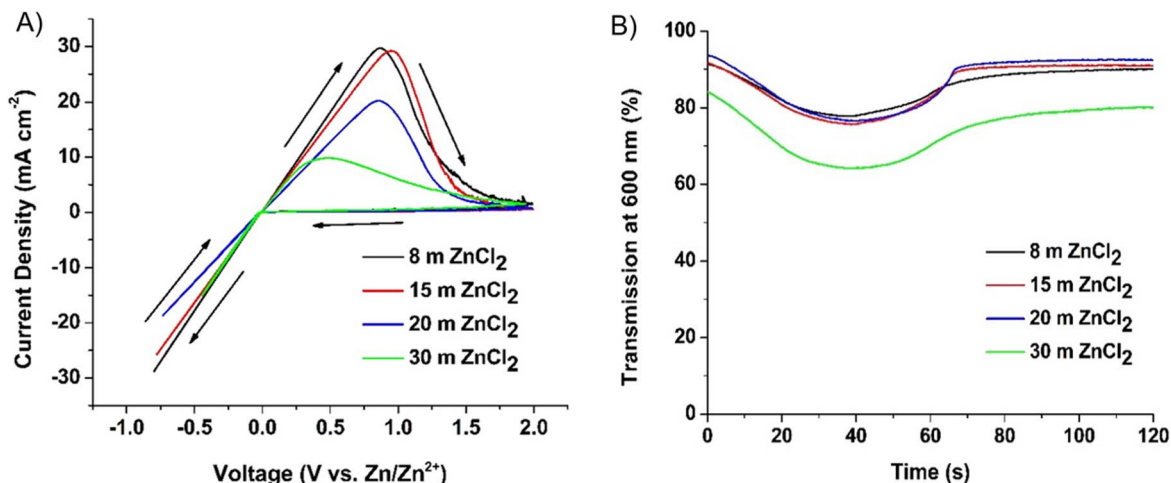 A)
Current Density (mA cm⁻²)
30
20
10
0
-10
-20
-30
-1.0 -0.5 0.0 0.5 1.0 1.5 2.0
Voltage (V vs. Zn/Zn²⁺)
8 m ZnCl₂
15 m ZnCl₂
20 m ZnCl₂
30 m ZnCl₂
B)
Transmission at 600 nm (%)
100
80
60
40
20
0
0 20 40 60 80 100 120
Time (s)
8 m ZnCl₂
15 m ZnCl₂
20 m ZnCl₂
30 m ZnCl₂